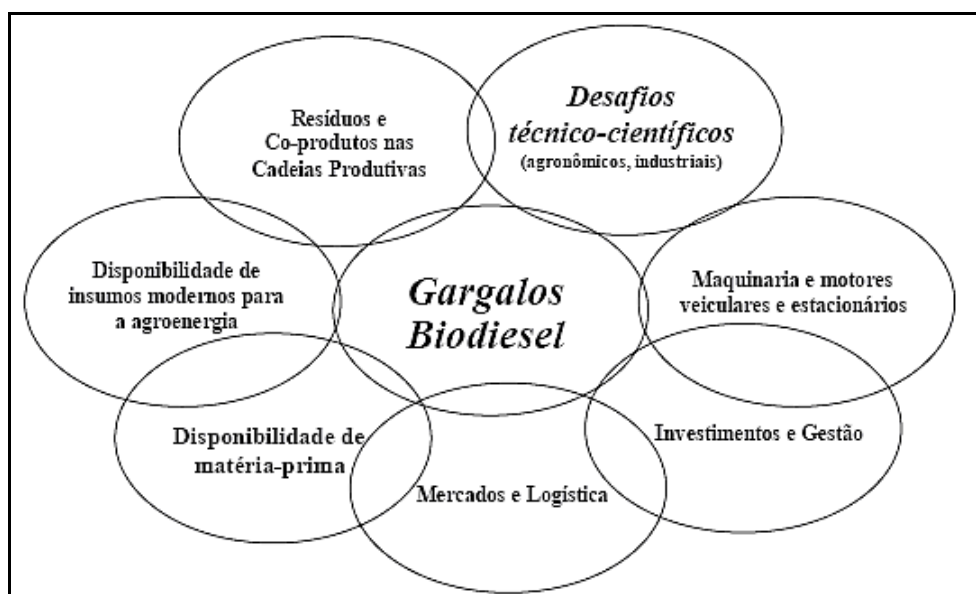 Desafios
técnico-científicos
(agronômicos, industriais)
Resíduos e
Co-produtos nas
Cadeias Produtivas
Disponibilidade de
insumos modernos para
a agroenergia
Gargalos
Biodiesel
Maquinaria e motores
veiculares e estacionários
Disponibilidade de
matéria-prima
Investimentos e Gestão
Mercados e Logística